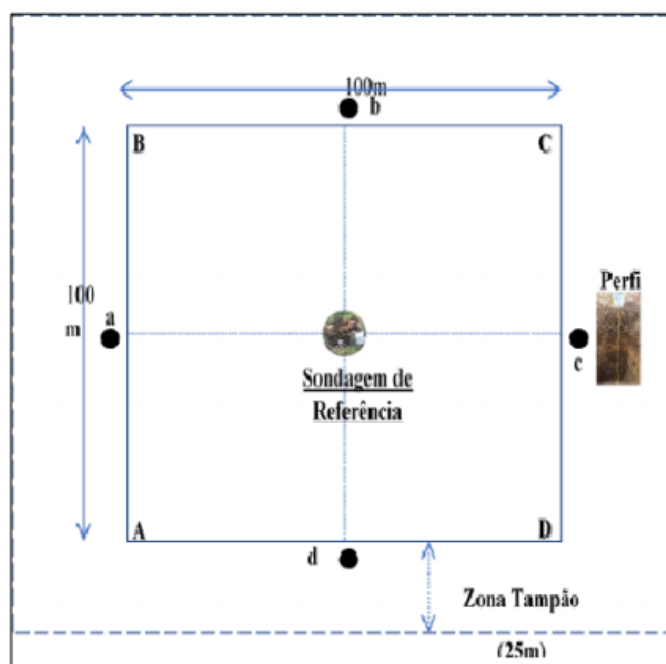 100m
b
B
C
100
m
a
Perfi
c
Sondagem de
Referência
A
D
d
Zona Tampão
(25m)